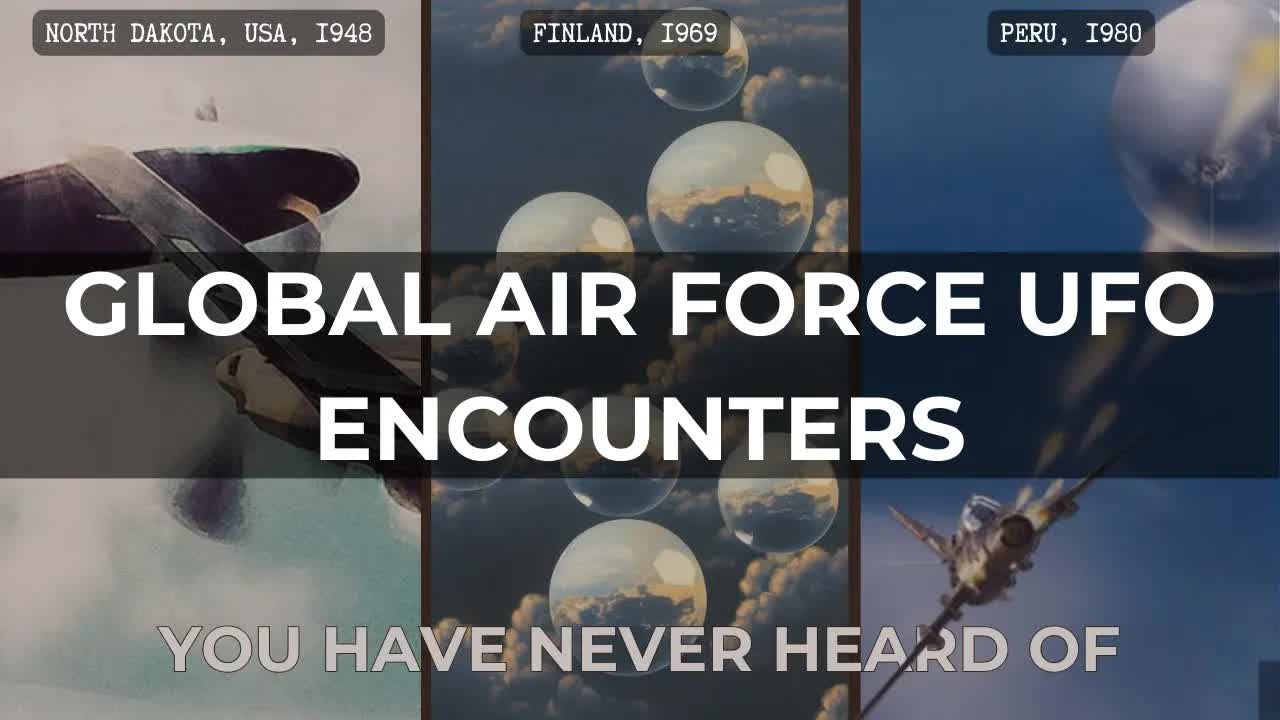 NORTH DAKOTA, USA, 1948
FINLAND, 1969
PERU, 1980
GLOBAL AIR FORCE UFO
ENCOUNTERS
YOU HAVE NEVER HEARD OF